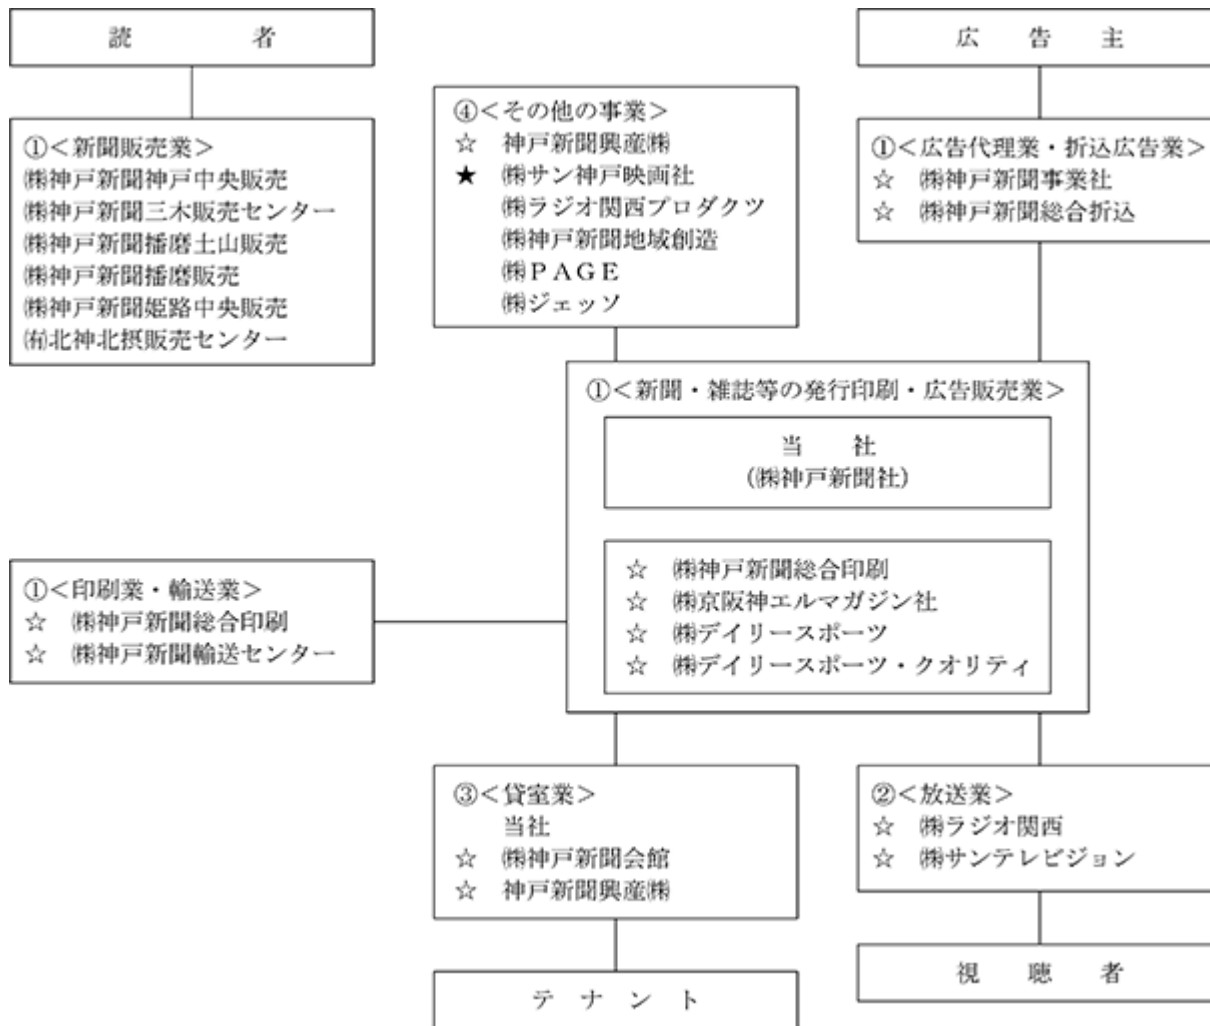 読 者
①＜新聞販売業＞
㈱神戸新聞神戸中央販売
㈱神戸新聞三木販売センター
㈱神戸新聞播磨土山販売
㈱神戸新聞播磨販売
㈱神戸新聞姫路中央販売
㈲北神北摂販売センター
④＜その他の事業＞
☆ 神戸新聞興産㈱
★ ㈱サン神戸映画社
㈱ラジオ関西プロダクツ
㈱神戸新聞地域創造
㈱ＰＡＧＥ
㈱ジェッソ
広 告 主
①＜広告代理業・折込広告業＞
☆ ㈱神戸新聞事業社
☆ ㈱神戸新聞総合折込
①＜新聞・雑誌等の発行印刷・広告販売業＞
当 社
(㈱神戸新聞社)
☆ ㈱神戸新聞総合印刷
☆ ㈱京阪神エルマガジン社
☆ ㈱デイリースポーツ
☆ ㈱デイリースポーツ・クオリティ
①＜印刷業・輸送業＞
☆ ㈱神戸新聞総合印刷
☆ ㈱神戸新聞輸送センター
③＜貸室業＞
当社
☆ ㈱神戸新聞会館
☆ 神戸新聞興産㈱
テ ナ ン ト
②＜放送業＞
☆ ㈱ラジオ関西
☆ ㈱サンテレビジョン
視 聴 者